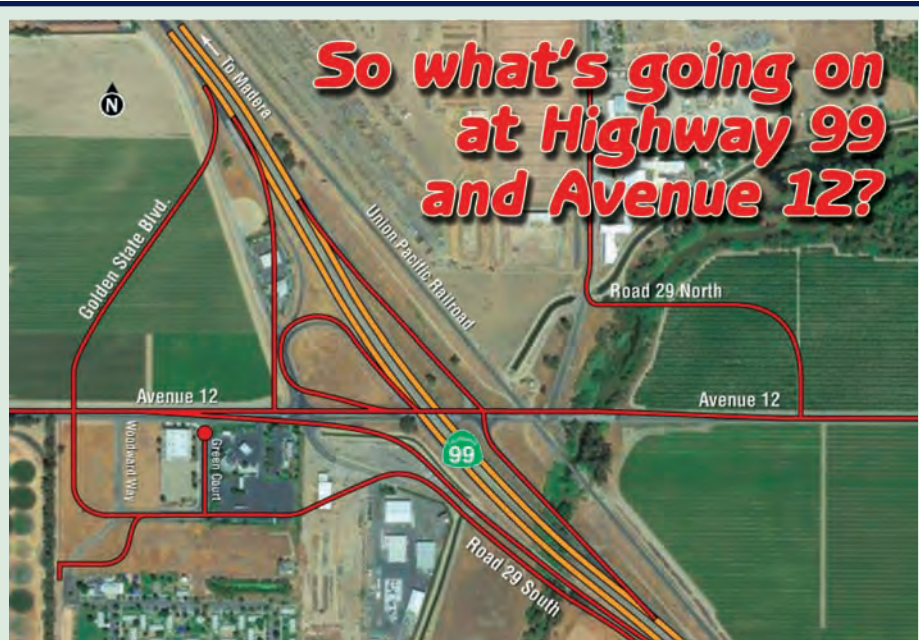 So what's going on
at Highway 99
and Avenue 12?
To Madera
N
Golden State Blvd.
Union Pacific Railroad
Road 29 North
Avenue 12
Avenue 12
Woodward Way
Green Court
CALIFORNIA
99
Road 29 South